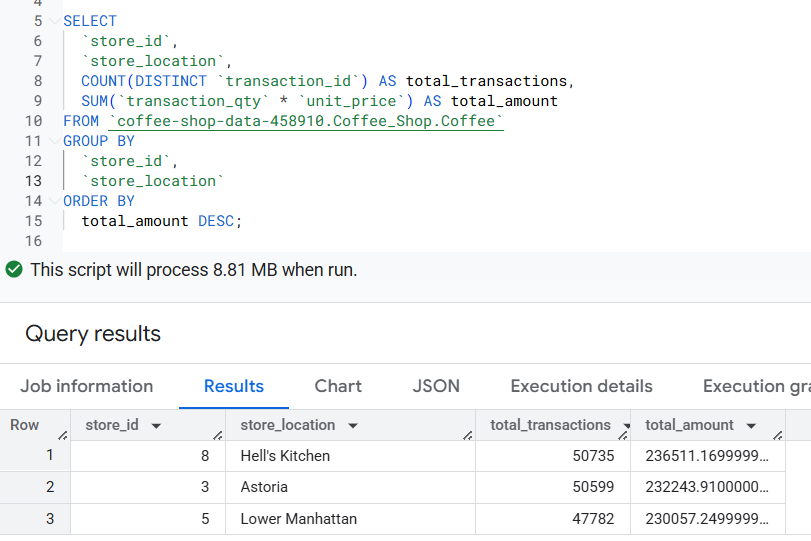 4
5 SELECT
6 `store_id`,
7 `store_location`,
8 COUNT(DISTINCT `transaction_id`) AS total_transactions,
9 SUM(`transaction_qty` * `unit_price`) AS total_amount
10 FROM `coffee-shop-data-458910.Coffee_Shop.Coffee`
11 GROUP BY
12 `store_id`,
13 `store_location`
14 ORDER BY
15 total_amount DESC;
16
This script will process 8.81 MB when run.
Query results
Job information Results Chart JSON Execution details Execution gra
Row store_id store_location total_transactions total_amount
1 8 Hell's Kitchen 50735 236511.1699999...
2 3 Astoria 50599 232243.9100000...
3 5 Lower Manhattan 47782 230057.2499999...